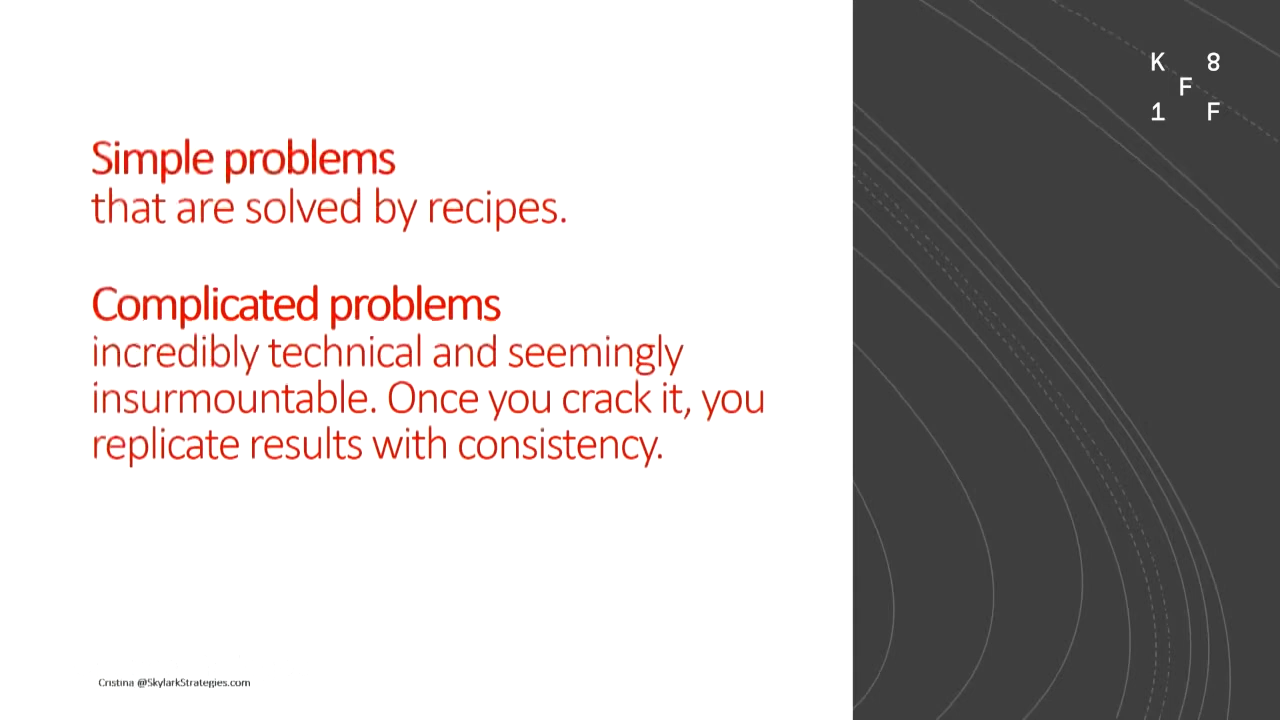 K 8
F
1 F
Simple problems
that are solved by recipes.
Complicated problems
incredibly technical and seemingly
insurmountable. Once you crack it, you
replicate results with consistency.
Cristina @SkylarkStrategies.com